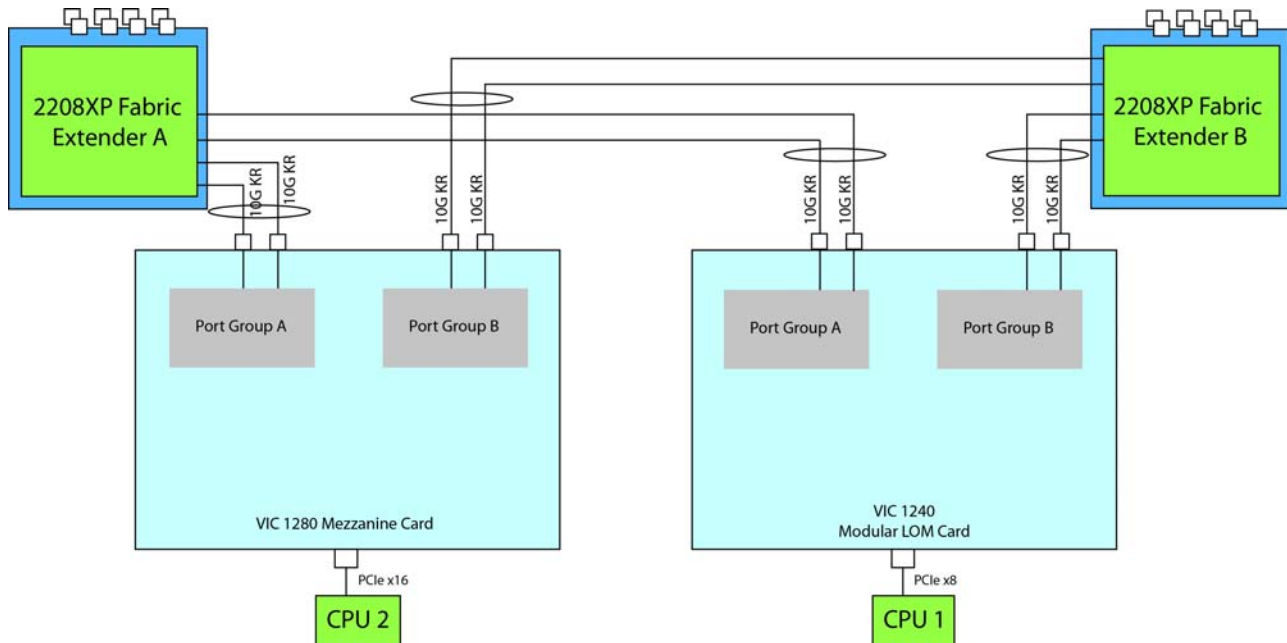 2208XP Fabric
Extender A
2208XP Fabric
Extender B
10G KR
10G KR
10G KR
10G KR
10G KR
10G KR
10G KR
10G KR
Port Group A
Port Group B
Port Group A
Port Group B
VIC 1280 Mezzanine Card
VIC 1240
Modular LOM Card
PCIe x16
PCIe x8
CPU 2
CPU 1